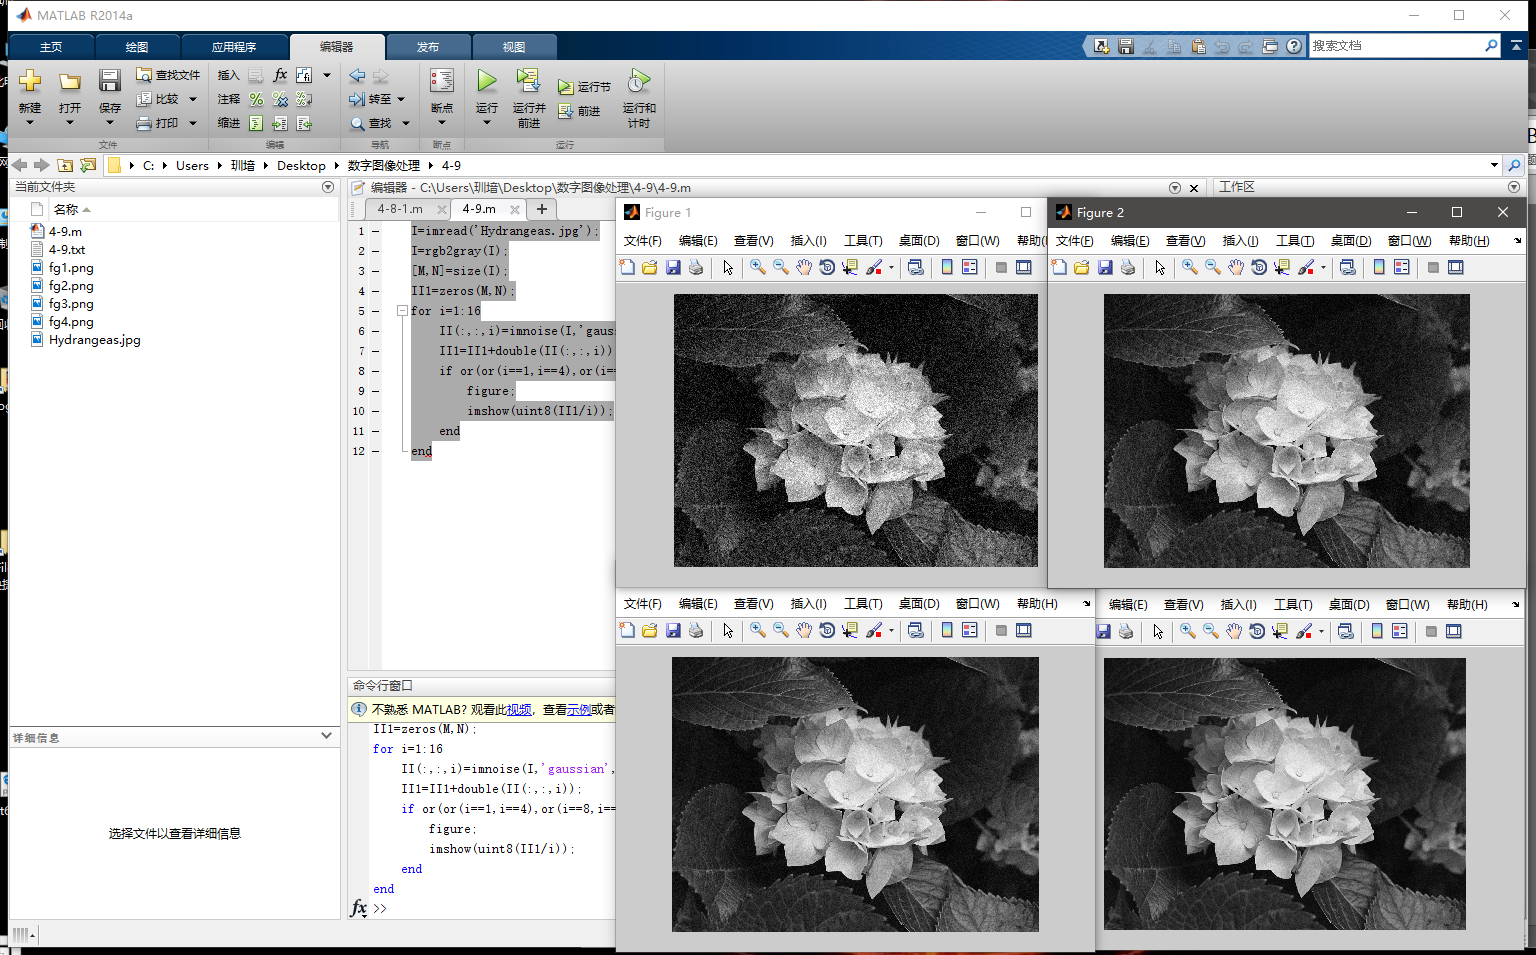 MATLAB R2014a
主页 绘图 应用程序 编辑器 发布 视图
搜索文档
新建 打开 保存 查找文件 比较 打印
插入 fx 注释 缩进
转至 查找
断点
运行 运行并前进 运行节 前进 运行和计时
文件 编辑 导航 断点 运行
C: Users 玔培 Desktop 数字图像处理 4-9
当前文件夹
名称
4-9.m
4-9.txt
fg1.png
fg2.png
fg3.png
fg4.png
Hydrangeas.jpg
详细信息
选择文件以查看详细信息
编辑器 - C:\Users\玔培\Desktop\数字图像处理\4-9\4-9.m
工作区
4-8-1.m 4-9.m
1 I=imread('Hydrangeas.jpg');
2 I=rgb2gray(I);
3 [M,N]=size(I);
4 II1=zeros(M,N);
5 for i=1:16
6 II(:,:,i)=imnoise(I,'gauss
7 II1=II1+double(II(:,:,i))
8 if or(or(i==1,i==4),or(i==
9 figure;
10 imshow(uint8(II1/i));
11 end
12 end
命令行窗口
不熟悉 MATLAB? 观看此视频, 查看示例或者
II1=zeros(M,N);
for i=1:16
II(:,:,i)=imnoise(I,'gaussian',
II1=II1+double(II(:,:,i));
if or(or(i==1,i==4),or(i==8,i==
figure;
imshow(uint8(II1/i));
end
end
fx >>
Figure 1
文件(F) 编辑(E) 查看(V) 插入(I) 工具(T) 桌面(D) 窗口(W) 帮助(
Figure 2
文件(F) 编辑(E) 查看(V) 插入(I) 工具(T) 桌面(D) 窗口(W) 帮助(H)
文件(F) 编辑(E) 查看(V) 插入(I) 工具(T) 桌面(D) 窗口(W) 帮助(H)
编辑(E) 查看(V) 插入(I) 工具(T) 桌面(D) 窗口(W) 帮助(H)